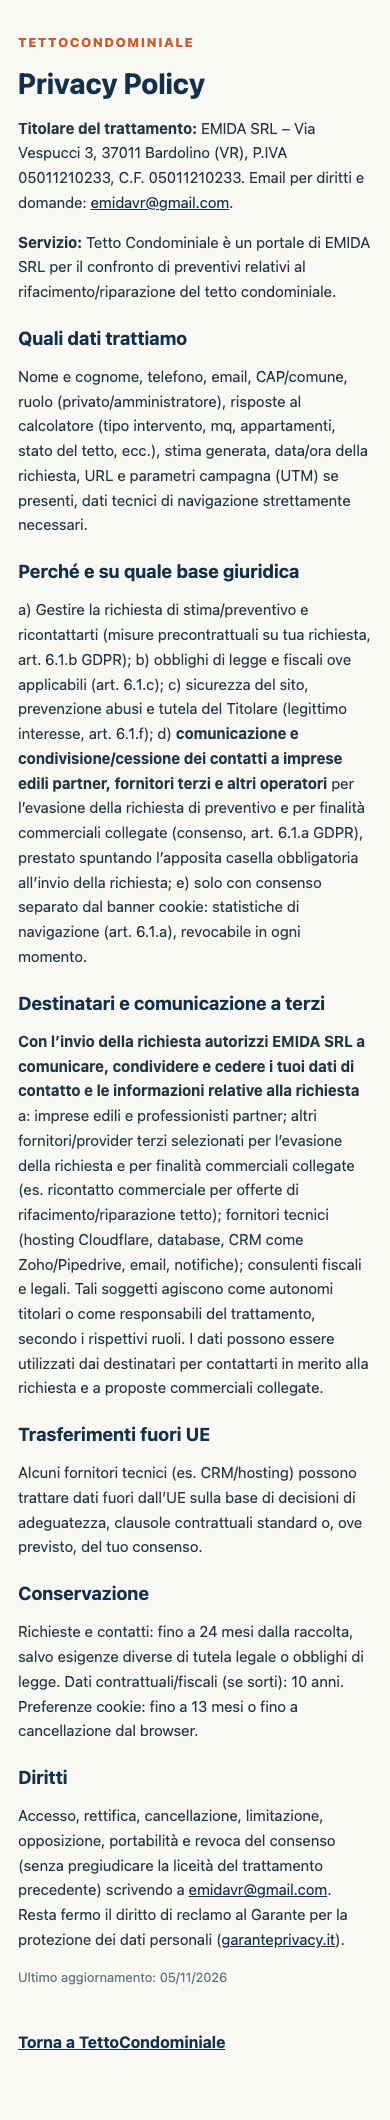 TETTOCONDOMINIALE
Privacy Policy
Titolare del trattamento: EMIDA SRL – Via
Vespucci 3, 37011 Bardolino (VR), P.IVA
05011210233, C.F. 05011210233. Email per diritti e
domande: emidavr@gmail.com.
Servizio: Tetto Condominiale è un portale di EMIDA
SRL per il confronto di preventivi relativi al
rifacimento/riparazione del tetto condominiale.
Quali dati trattiamo
Nome e cognome, telefono, email, CAP/comune,
ruolo (privato/amministratore), risposte al
calcolatore (tipo intervento, mq, appartamenti,
stato del tetto, ecc.), stima generata, data/ora della
richiesta, URL e parametri campagna (UTM) se
presenti, dati tecnici di navigazione strettamente
necessari.
Perché e su quale base giuridica
a) Gestire la richiesta di stima/preventivo e
ricontattarti (misure precontrattuali su tua richiesta,
art. 6.1.b GDPR); b) obblighi di legge e fiscali ove
applicabili (art. 6.1.c); c) sicurezza del sito,
prevenzione abusi e tutela del Titolare (legittimo
interesse, art. 6.1.f); d) comunicazione e
condivisione/cessione dei contatti a imprese
edili partner, fornitori terzi e altri operatori per
l’evasione della richiesta di preventivo e per finalità
commerciali collegate (consenso, art. 6.1.a GDPR),
prestato spuntando l’apposita casella obbligatoria
all’invio della richiesta; e) solo con consenso
separato dal banner cookie: statistiche di
navigazione (art. 6.1.a), revocabile in ogni
momento.
Destinatari e comunicazione a terzi
Con l’invio della richiesta autorizzi EMIDA SRL a
comunicare, condividere e cedere i tuoi dati di
contatto e le informazioni relative alla richiesta
a: imprese edili e professionisti partner; altri
fornitori/provider terzi selezionati per l’evasione
della richiesta e per finalità commerciali collegate
(es. ricontatto commerciale per offerte di
rifacimento/riparazione tetto); fornitori tecnici
(hosting Cloudflare, database, CRM come
Zoho/Pipedrive, email, notifiche); consulenti fiscali
e legali. Tali soggetti agiscono come autonomi
titolari o come responsabili del trattamento,
secondo i rispettivi ruoli. I dati possono essere
utilizzati dai destinatari per contattarti in merito alla
richiesta e a proposte commerciali collegate.
Trasferimenti fuori UE
Alcuni fornitori tecnici (es. CRM/hosting) possono
trattare dati fuori dall’UE sulla base di decisioni di
adeguatezza, clausole contrattuali standard o, ove
previsto, del tuo consenso.
Conservazione
Richieste e contatti: fino a 24 mesi dalla raccolta,
salvo esigenze diverse di tutela legale o obblighi di
legge. Dati contrattuali/fiscali (se sorti): 10 anni.
Preferenze cookie: fino a 13 mesi o fino a
cancellazione dal browser.
Diritti
Accesso, rettifica, cancellazione, limitazione,
opposizione, portabilità e revoca del consenso
(senza pregiudicare la liceità del trattamento
precedente) scrivendo a emidavr@gmail.com.
Resta fermo il diritto di reclamo al Garante per la
protezione dei dati personali (garanteprivacy.it).
Ultimo aggiornamento: 05/11/2026
Torna a TettoCondominiale